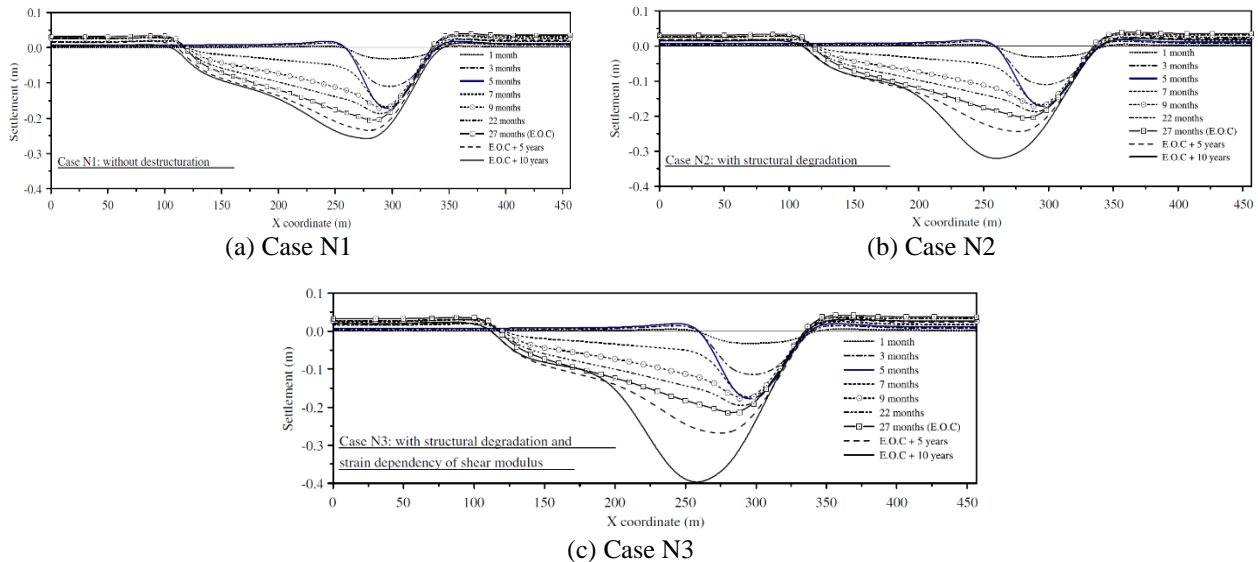 0.1
0.0
-0.1
-0.2
-0.3
-0.4
Settlement (m)
1 month
3 months
5 months
7 months
9 months
22 months
27 months (E.O.C)
E.O.C + 5 years
E.O.C + 10 years
Case N1: without destructuration
0 50 100 150 200 250 300 350 400 450
X coordinate (m)
(a) Case N1
0.1
0.0
-0.1
-0.2
-0.3
-0.4
Settlement (m)
1 month
3 months
5 months
7 months
9 months
22 months
27 months (E.O.C)
E.O.C + 5 years
E.O.C + 10 years
Case N2: with structural degradation
0 50 100 150 200 250 300 350 400 450
X coordinate (m)
(b) Case N2
0.1
0.0
-0.1
-0.2
-0.3
-0.4
Settlement (m)
1 month
3 months
5 months
7 months
9 months
22 months
27 months (E.O.C)
E.O.C + 5 years
E.O.C + 10 years
Case N3: with structural degradation and
strain dependency of shear modulus
0 50 100 150 200 250 300 350 400 450
X coordinate (m)
(c) Case N3